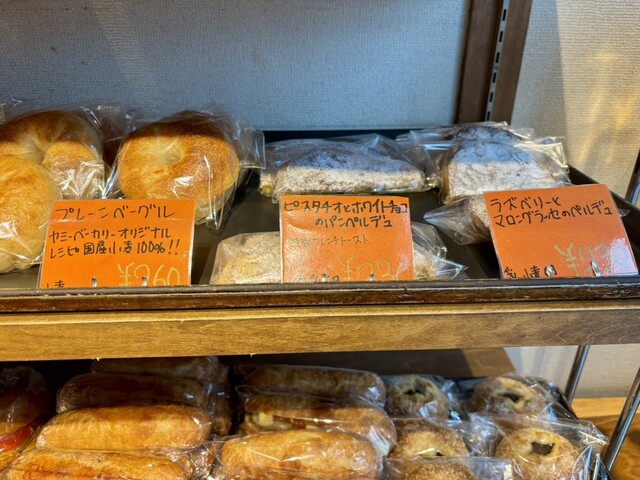 プレーンベーグル
ヤミーベーカリーオリジナル
レシピ国産小麦100%!!
小麦
ピスタチオとホワイトチョコ
のパンペルデュ
フレンチトースト
ラズベリーと
マロングラッセのペルデュ
小麦